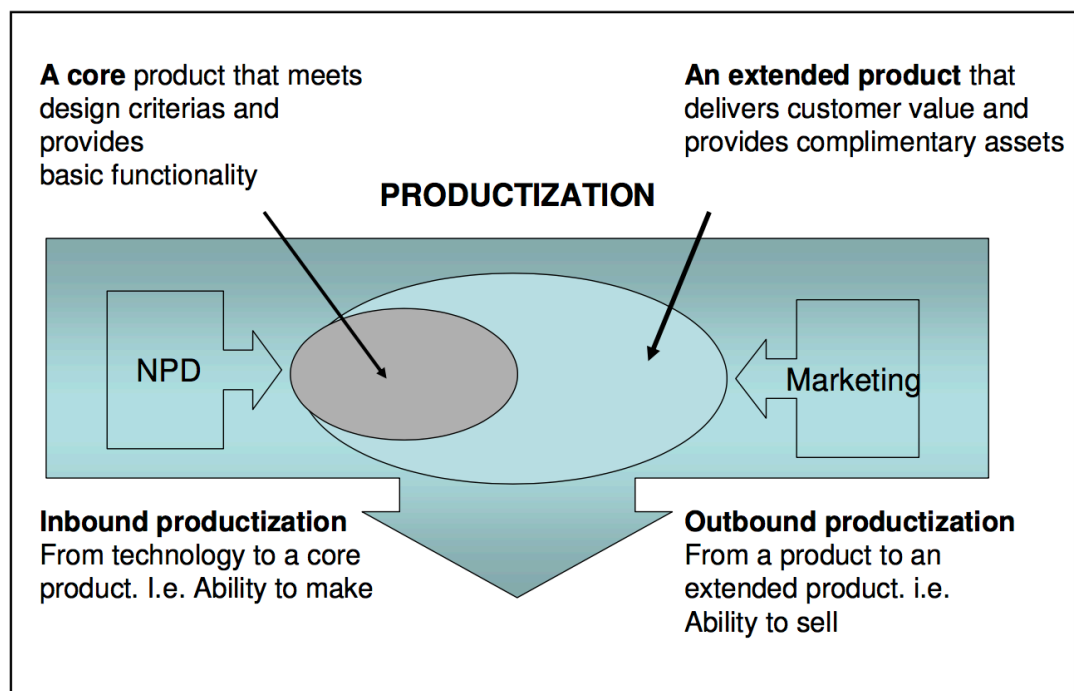 A core product that meets
design criterias and
provides
basic functionality
An extended product that
delivers customer value and
provides complimentary assets
PRODUCTIZATION
NPD
Marketing
Inbound productization
From technology to a core
product. I.e. Ability to make
Outbound productization
From a product to an
extended product. i.e.
Ability to sell